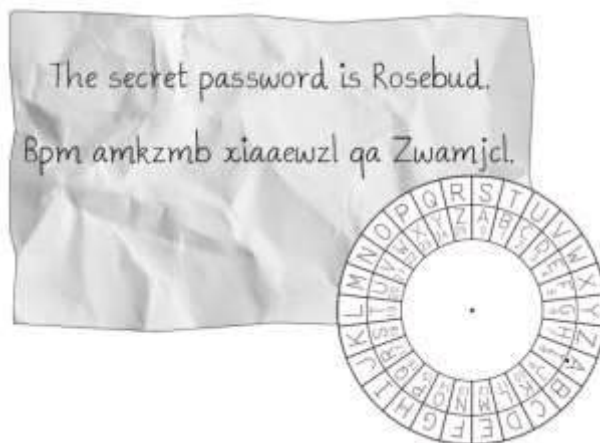 The secret password is Rosebud.
Bpm amkzmb xiaaewzl qa Zwamjcl.
S T U V W X Y Z A B C D E F G H I J K L M N O P Q R
A B C D E F G H I J K L M N O P Q R S T U V W X Y Z